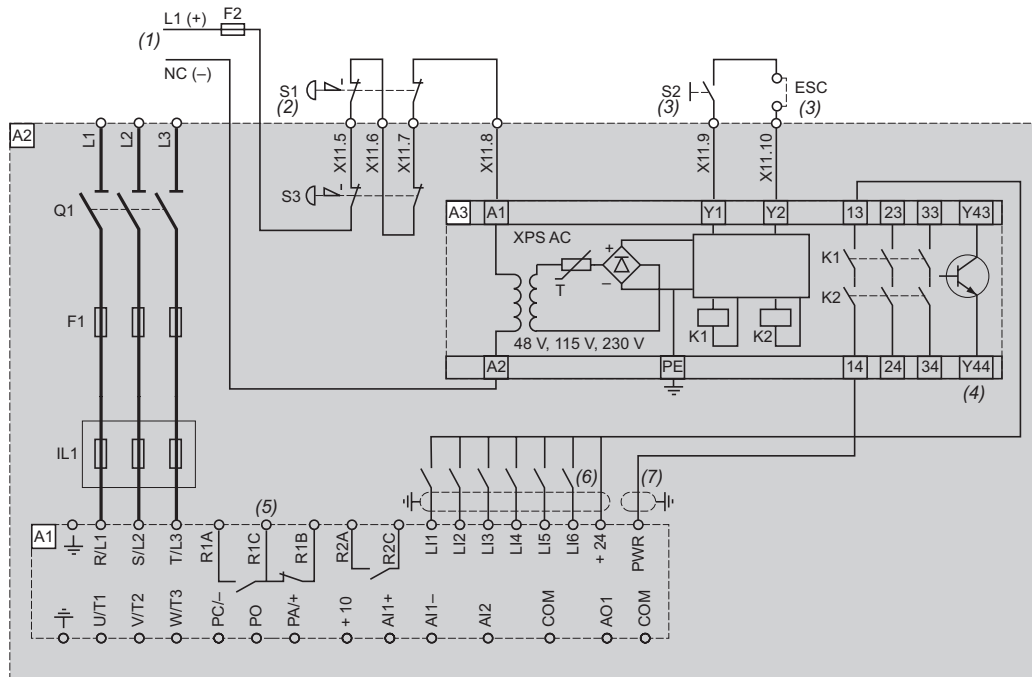 L1 (+) F2
(1)
NC (–)
S1
(2)
S2
(3)
ESC
(3)
A2
L1 L2 L3
X11.5 X11.6 X11.7 X11.8 X11.9 X11.10
S3
Q1
A3 A1 Y1 Y2 13 23 33 Y43
XPS AC
+
–
T
K1
K2
K1 K2
48 V, 115 V, 230 V
F1
A2 PE 14 24 34 Y44
(4)
IL1
(5) (6) (7)
A1
R/L1 S/L2 T/L3 R1A R1C R1B R2A R2C LI1 LI2 LI3 LI4 LI5 LI6 + 24 PWR
U/T1 V/T2 W/T3 PC/– PO PA/+ + 10 AI1+ AI1– AI2 COM AO1 COM